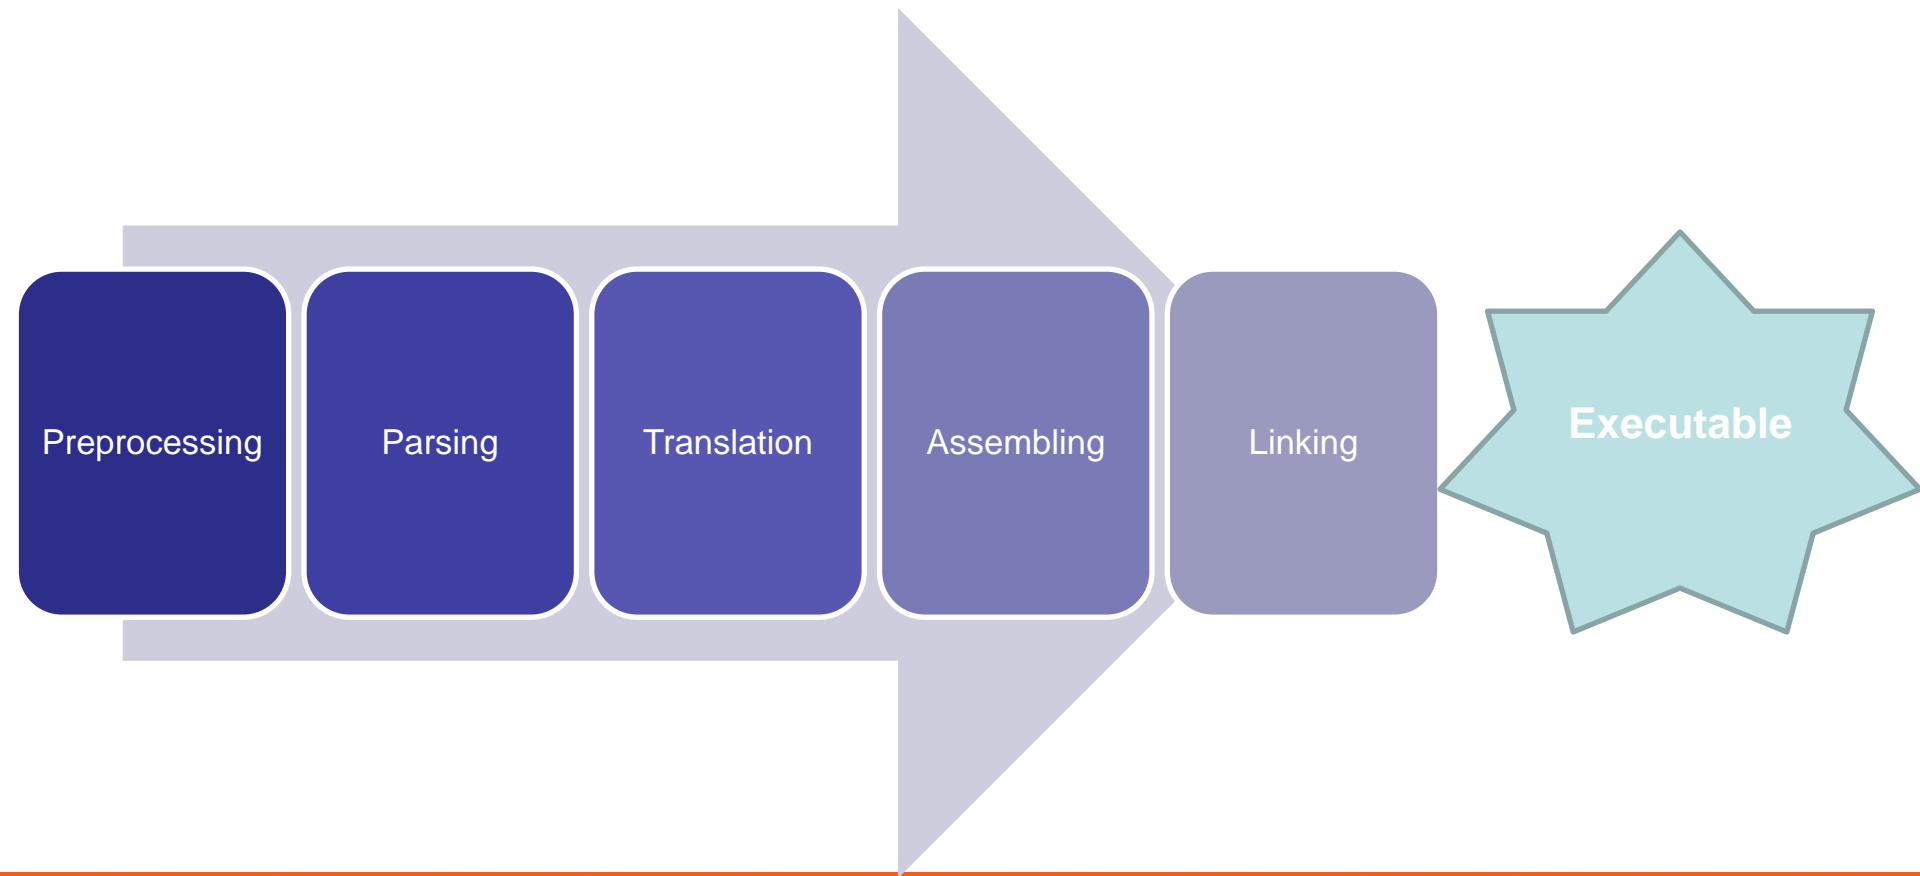 Preprocessing
Parsing
Translation
Assembling
Linking
Executable